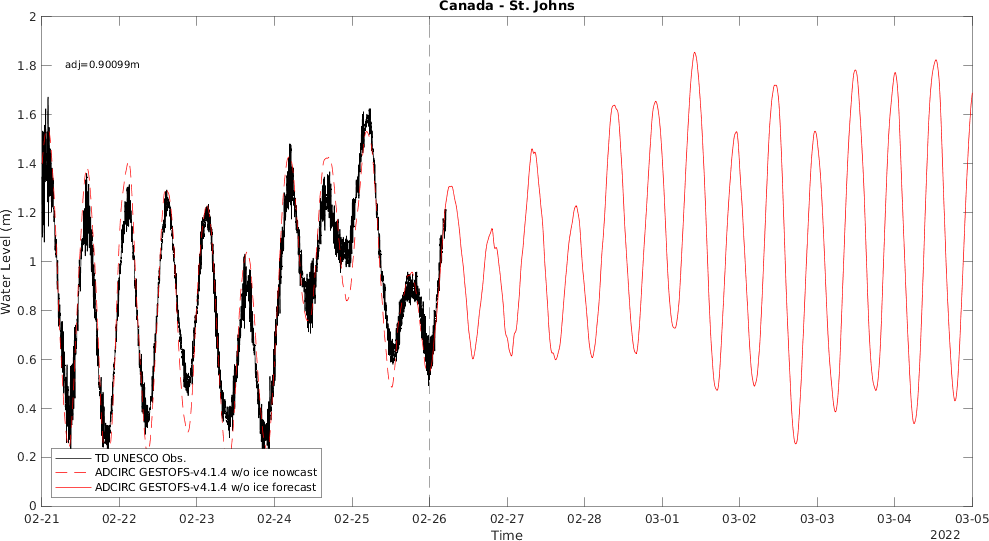 Canada - St. Johns
adj=0.90099m
2
1.8
1.6
1.4
1.2
1
0.8
0.6
0.4
0.2
0
Water Level (m)
TD UNESCO Obs.
ADCIRC GESTOFS-v4.1.4 w/o ice nowcast
ADCIRC GESTOFS-v4.1.4 w/o ice forecast
02-21 02-22 02-23 02-24 02-25 02-26 02-27 02-28 03-01 03-02 03-03 03-04 03-05
Time
2022